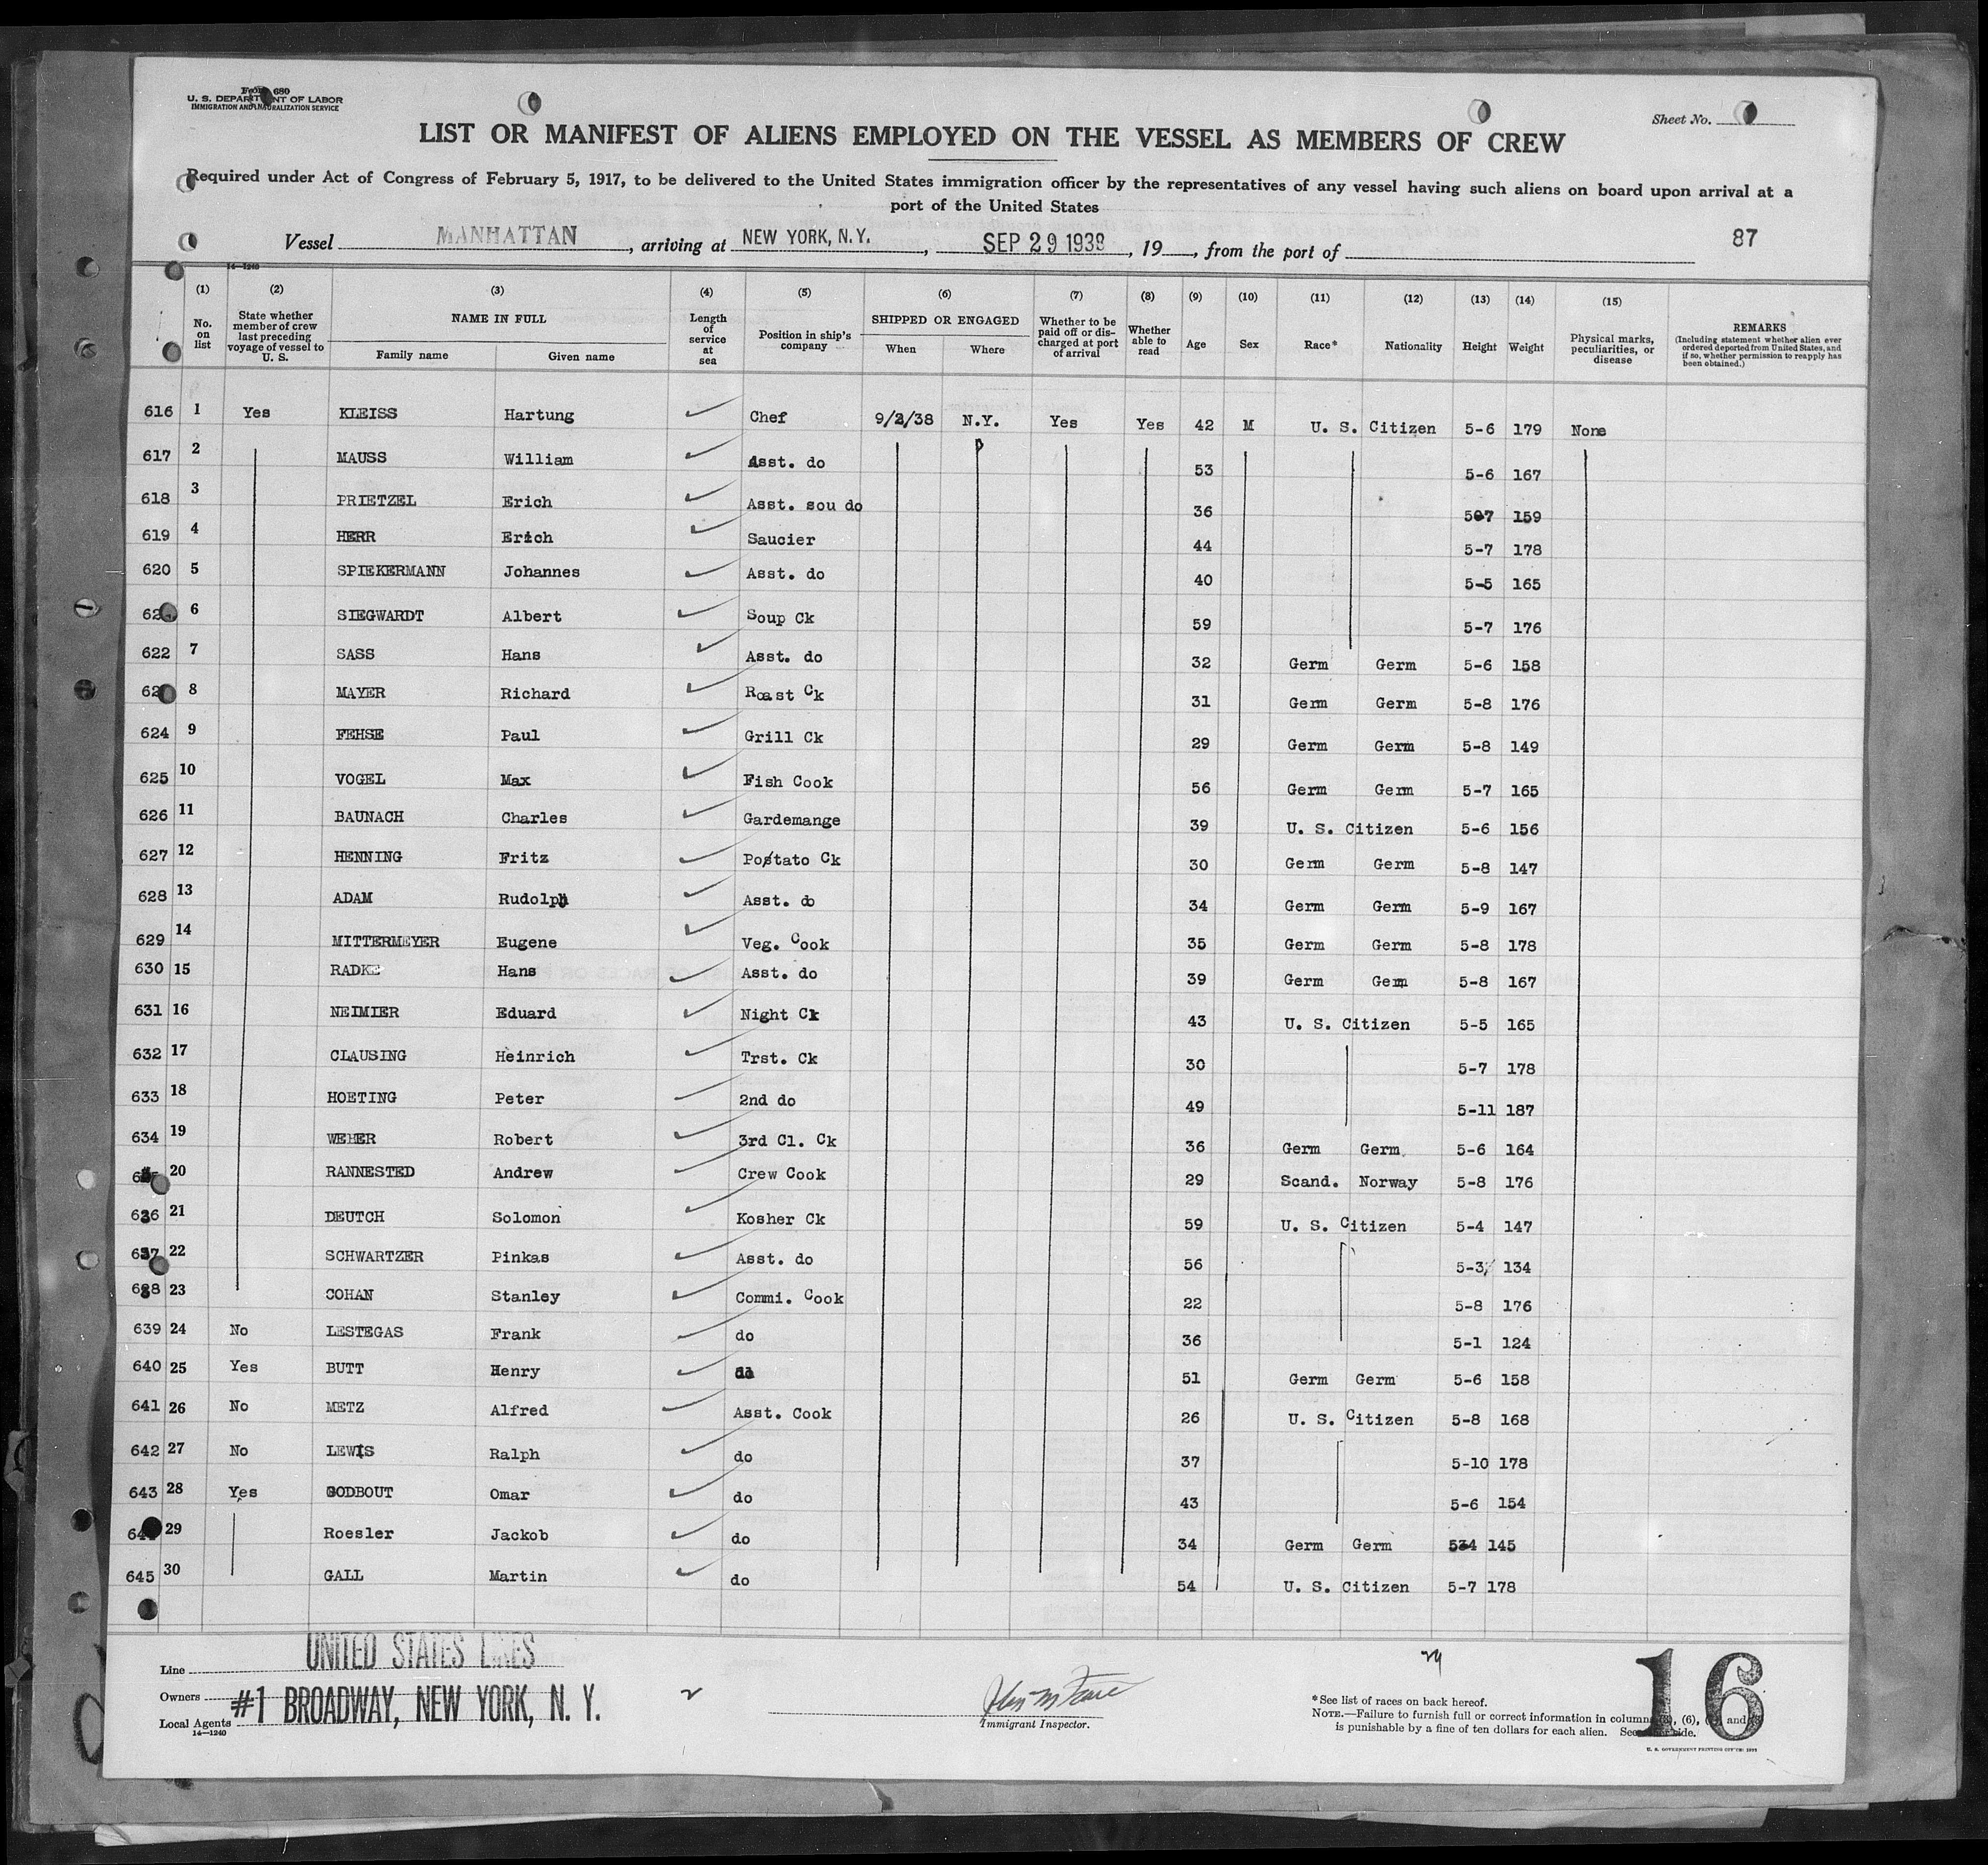 Form 680
U. S. DEPARTMENT OF LABOR
IMMIGRATION AND NATURALIZATION SERVICE
Sheet No.
LIST OR MANIFEST OF ALIENS EMPLOYED ON THE VESSEL AS MEMBERS OF CREW
Required under Act of Congress of February 5, 1917, to be delivered to the United States immigration officer by the representatives of any vessel having such aliens on board upon arrival at a
port of the United States
Vessel MANHATTAN, arriving at NEW YORK, N.Y., SEP 29 1938, 19, from the port of
87
14—1240
(1) (2) (3) (4) (5) (6) (7) (8) (9) (10) (11) (12) (13) (14) (15)
No. on list State whether member of crew last preceding voyage of vessel to U. S. NAME IN FULL Family name Given name Length of service at sea Position in ship's company SHIPPED OR ENGAGED When Where Whether to be paid off or discharged at port of arrival Whether able to read Age Sex Race* Nationality Height Weight Physical marks, peculiarities, or disease REMARKS (Including statement whether alien ever ordered deported from United States, and if so, whether permission to reapply has been obtained.)
616 1 Yes KLEISS Hartung Chef 9/2/38 N.Y. Yes Yes 42 M U. S. Citizen 5-6 179 None
617 2 MAUSS William Asst. do 53 5-6 167
618 3 PRIETZEL Erich Asst. sou do 36 507 159
619 4 HERR Erich Saucier 44 5-7 178
620 5 SPIEKERMANN Johannes Asst. do 40 5-5 165
6 SIEGWARDT Albert Soup Ck 59 5-7 176
622 7 SASS Hans Asst. do 32 Germ Germ 5-6 158
8 MAYER Richard Roast Ck 31 Germ Germ 5-8 176
624 9 FEHSE Paul Grill Ck 29 Germ Germ 5-8 149
625 10 VOGEL Max Fish Cook 56 Germ Germ 5-7 165
626 11 BAUNACH Charles Gardemange 39 U. S. Citizen 5-6 156
627 12 HENNING Fritz Postato Ck 30 Germ Germ 5-8 147
628 13 ADAM Rudolph Asst. do 34 Germ Germ 5-9 167
629 14 MITTERMEYER Eugene Veg. Cook 35 Germ Germ 5-8 178
630 15 RADKE Hans Asst. do 39 Germ Germ 5-8 167
631 16 NEIMIER Eduard Night Ck 43 U. S. Citizen 5-5 165
632 17 CLAUSING Heinrich Trst. Ck 30 5-7 178
633 18 HOETING Peter 2nd do 49 5-11 187
634 19 WEHER Robert 3rd Cl. Ck 36 Germ Germ 5-6 164
20 RANNESTED Andrew Crew Cook 29 Scand. Norway 5-8 176
636 21 DEUTCH Solomon Kosher Ck 59 U. S. Citizen 5-4 147
637 22 SCHWARTZER Pinkas Asst. do 56 5-3 134
638 23 COHAN Stanley Commi. Cook 22 5-8 176
639 24 No LESTEGAS Frank do 36 5-1 124
640 25 Yes BUTT Henry do 51 Germ Germ 5-6 158
641 26 No METZ Alfred Asst. Cook 26 U. S. Citizen 5-8 168
642 27 No LEWIS Ralph do 37 5-10 178
643 28 Yes GODBOUT Omar do 43 5-6 154
29 Roesler Jackob do 34 Germ Germ 534 145
645 30 GALL Martin do 54 U. S. Citizen 5-7 178
Line UNITED STATES LINES
Owners #1 BROADWAY, NEW YORK, N. Y.
Local Agents
14—1240
Immigrant Inspector.
*See list of races on back hereof.
NOTE.—Failure to furnish full or correct information in columns (6), and
is punishable by a fine of ten dollars for each alien. See
U. S. GOVERNMENT PRINTING OFFICE
16